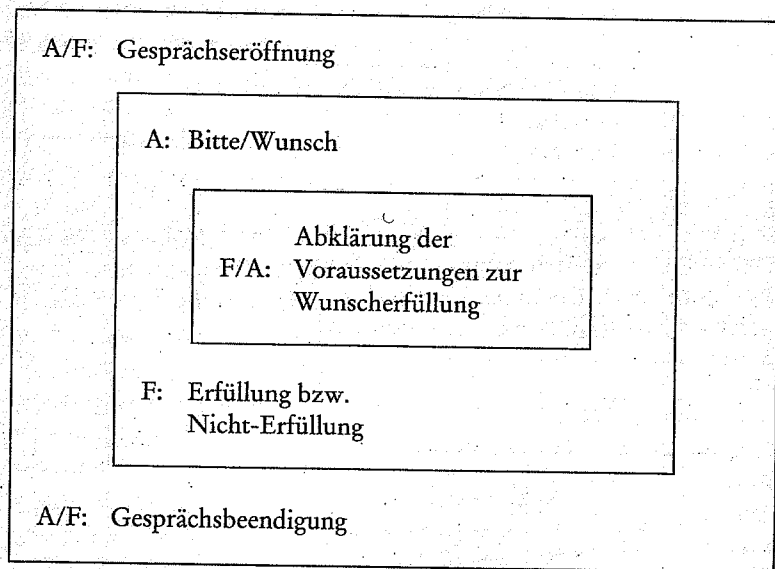 A/F: Gesprächseröffnung
A: Bitte/Wunsch
Abklärung der
F/A: Voraussetzungen zur
Wunscherfüllung
F: Erfüllung bzw.
Nicht-Erfüllung
A/F: Gesprächsbeendigung